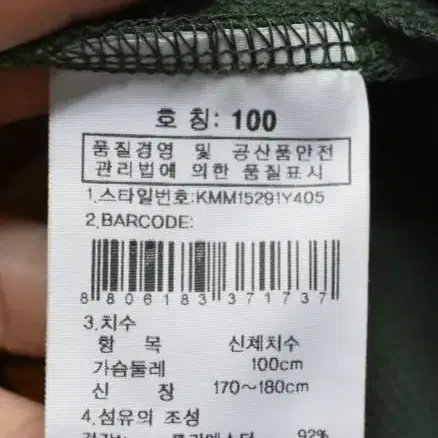 호 칭: 100
품질경영 및 공산품안전
관리법에 의한 품질표시
1.스타일번호:KMM15291Y405
2.BARCODE:
8 806183 371737
3.치수
항 목 신체치수
가슴둘레 100cm
신 장 170~180cm
4.섬유의 조성
92%